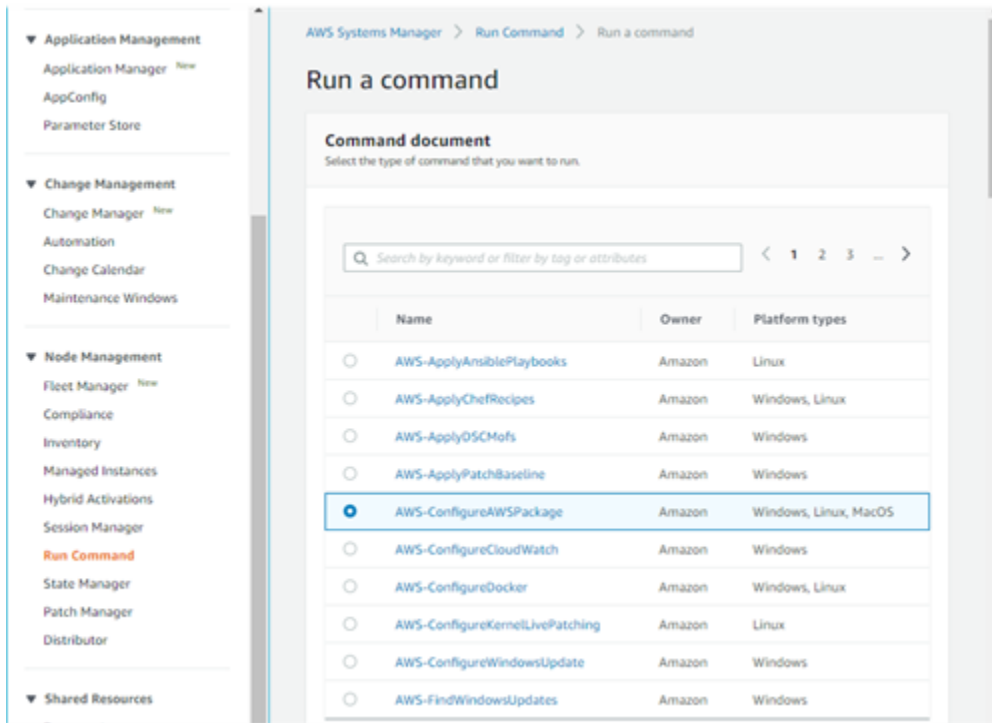 Application Management
Application Manager New
AppConfig
Parameter Store
Change Management
Change Manager New
Automation
Change Calendar
Maintenance Windows
Node Management
Fleet Manager New
Compliance
Inventory
Managed Instances
Hybrid Activations
Session Manager
Run Command
State Manager
Patch Manager
Distributor
Shared Resources
AWS Systems Manager > Run Command > Run a command
Run a command
Command document
Select the type of command that you want to run.
Search by keyword or filter by tag or attributes
< 1 2 3 ... >
Name Owner Platform types
AWS-ApplyAnsiblePlaybooks Amazon Linux
AWS-ApplyChefRecipes Amazon Windows, Linux
AWS-ApplyDSCMofs Amazon Windows
AWS-ApplyPatchBaseline Amazon Windows
AWS-ConfigureAWSPackage Amazon Windows, Linux, MacOS
AWS-ConfigureCloudWatch Amazon Windows
AWS-ConfigureDocker Amazon Windows, Linux
AWS-ConfigureKernelLivePatching Amazon Linux
AWS-ConfigureWindowsUpdate Amazon Windows
AWS-FindWindowsUpdates Amazon Windows